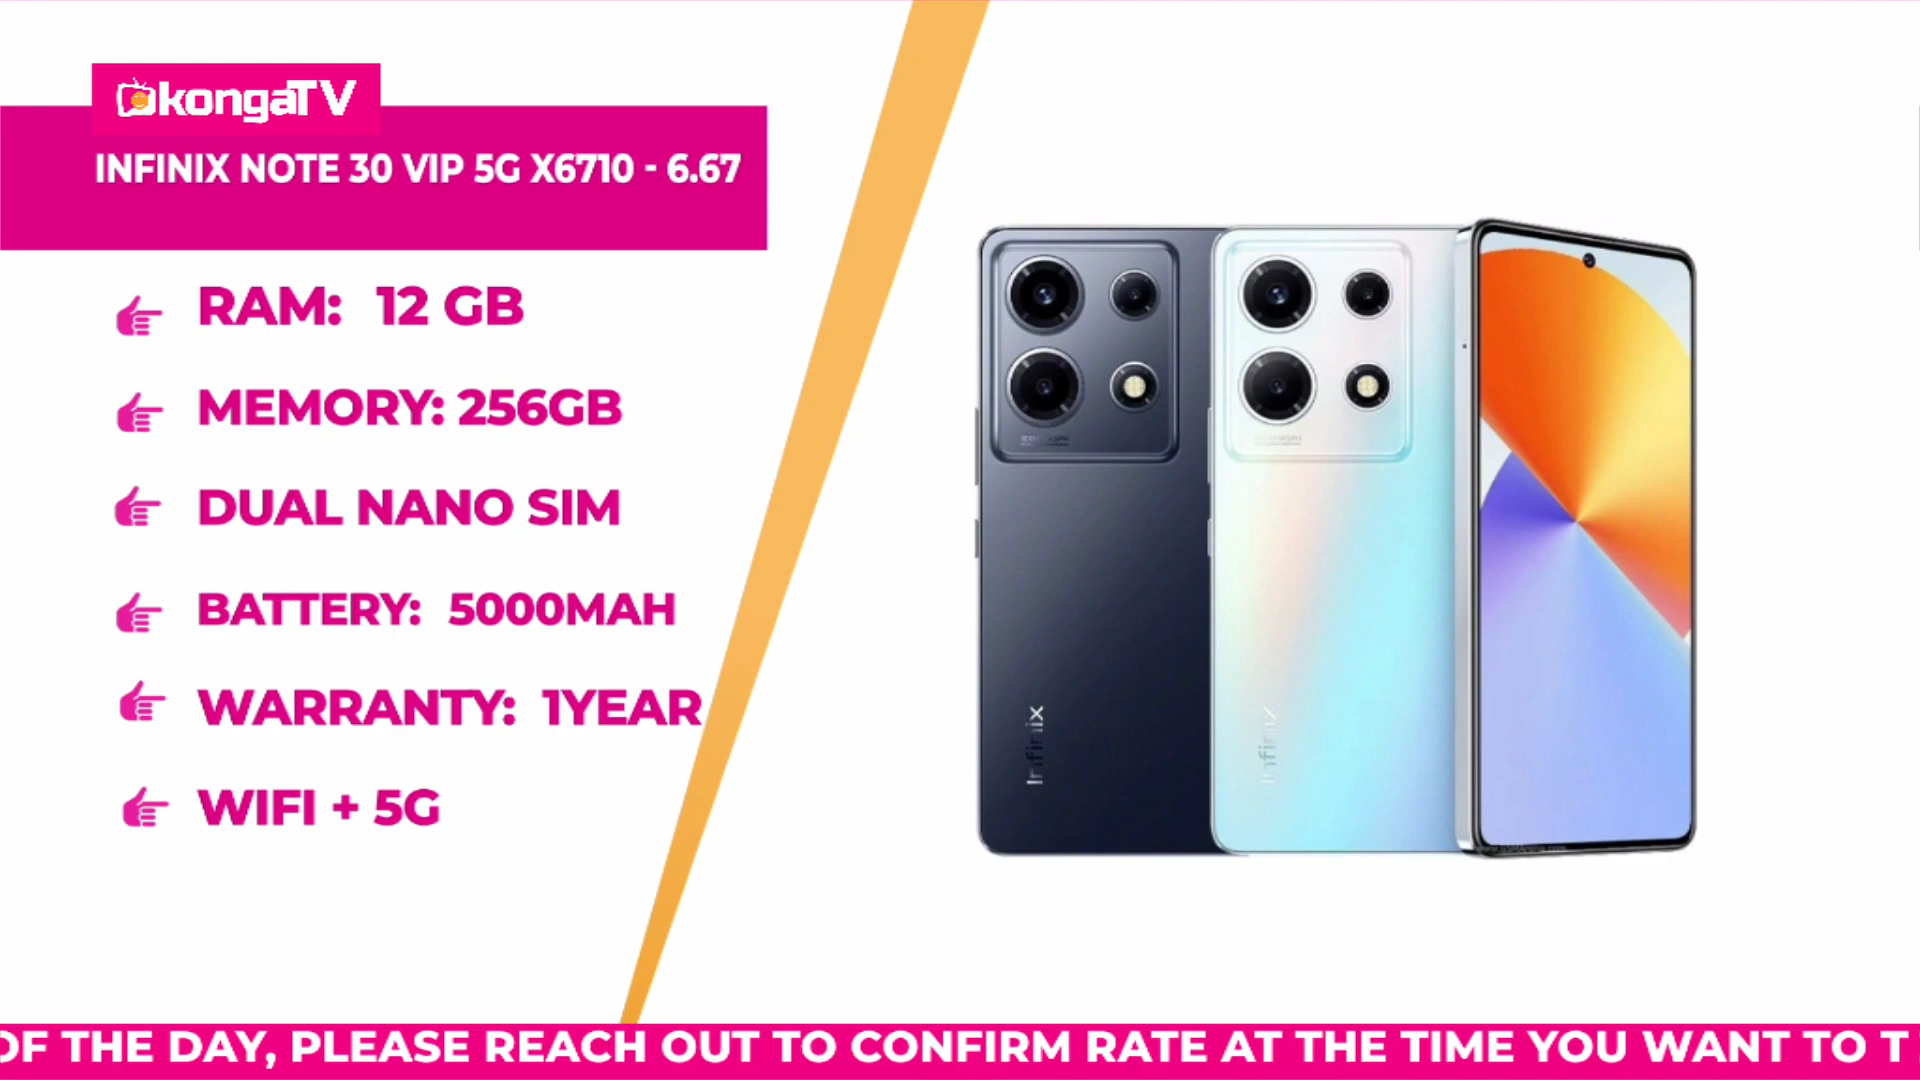 kongaTV
INFINIX NOTE 30 VIP 5G X6710 - 6.67
RAM: 12 GB
MEMORY: 256GB
DUAL NANO SIM
BATTERY: 5000MAH
WARRANTY: 1YEAR
WIFI + 5G
Infinix
Infinix
OF THE DAY, PLEASE REACH OUT TO CONFIRM RATE AT THE TIME YOU WANT TO T